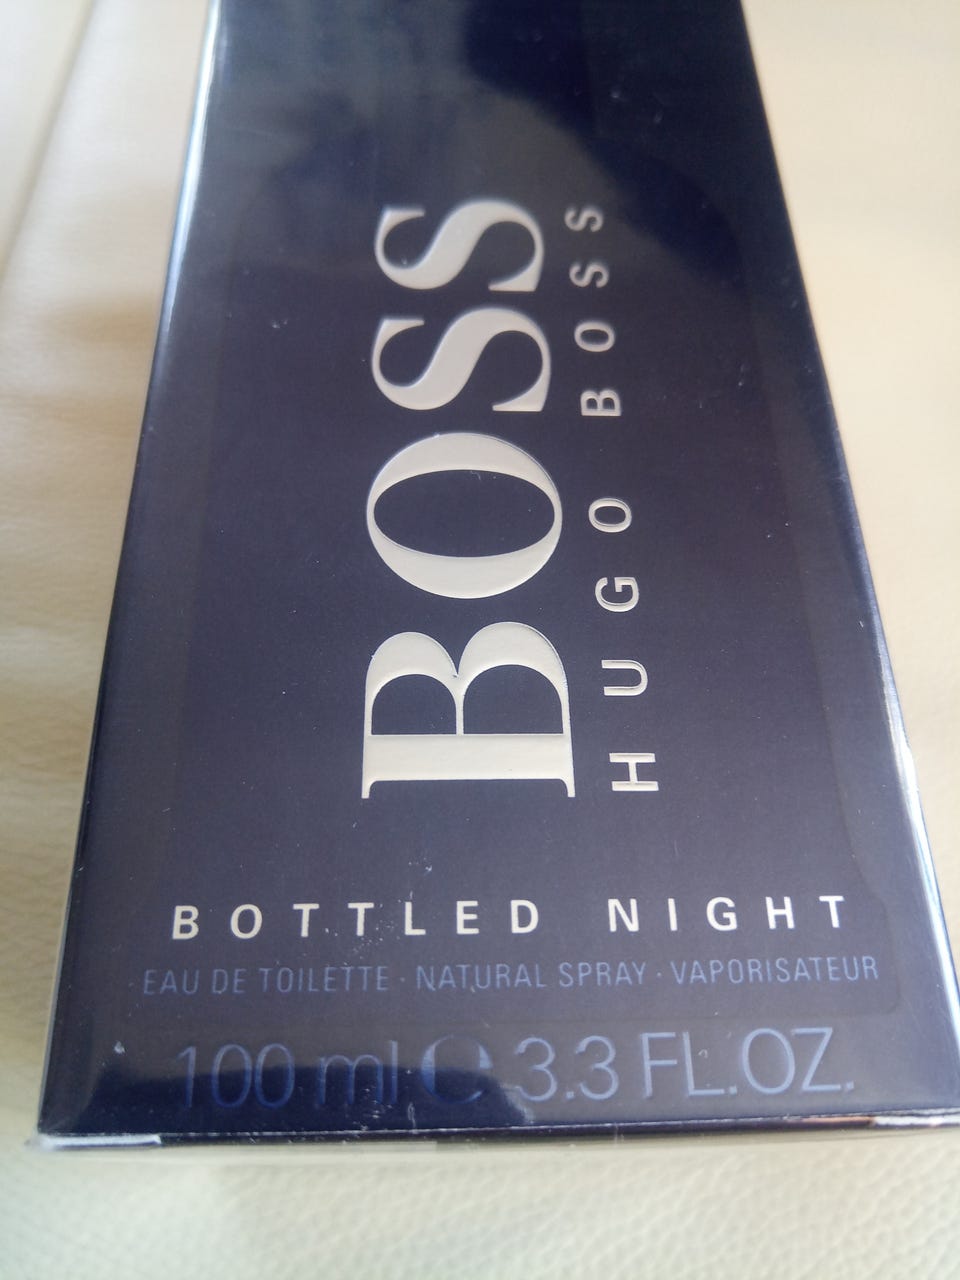 BOSS
HUGO BOSS
BOTTLED NIGHT
EAU DE TOILETTE · NATURAL SPRAY · VAPORISATEUR
100 ml ℮ 3.3 FL.OZ.